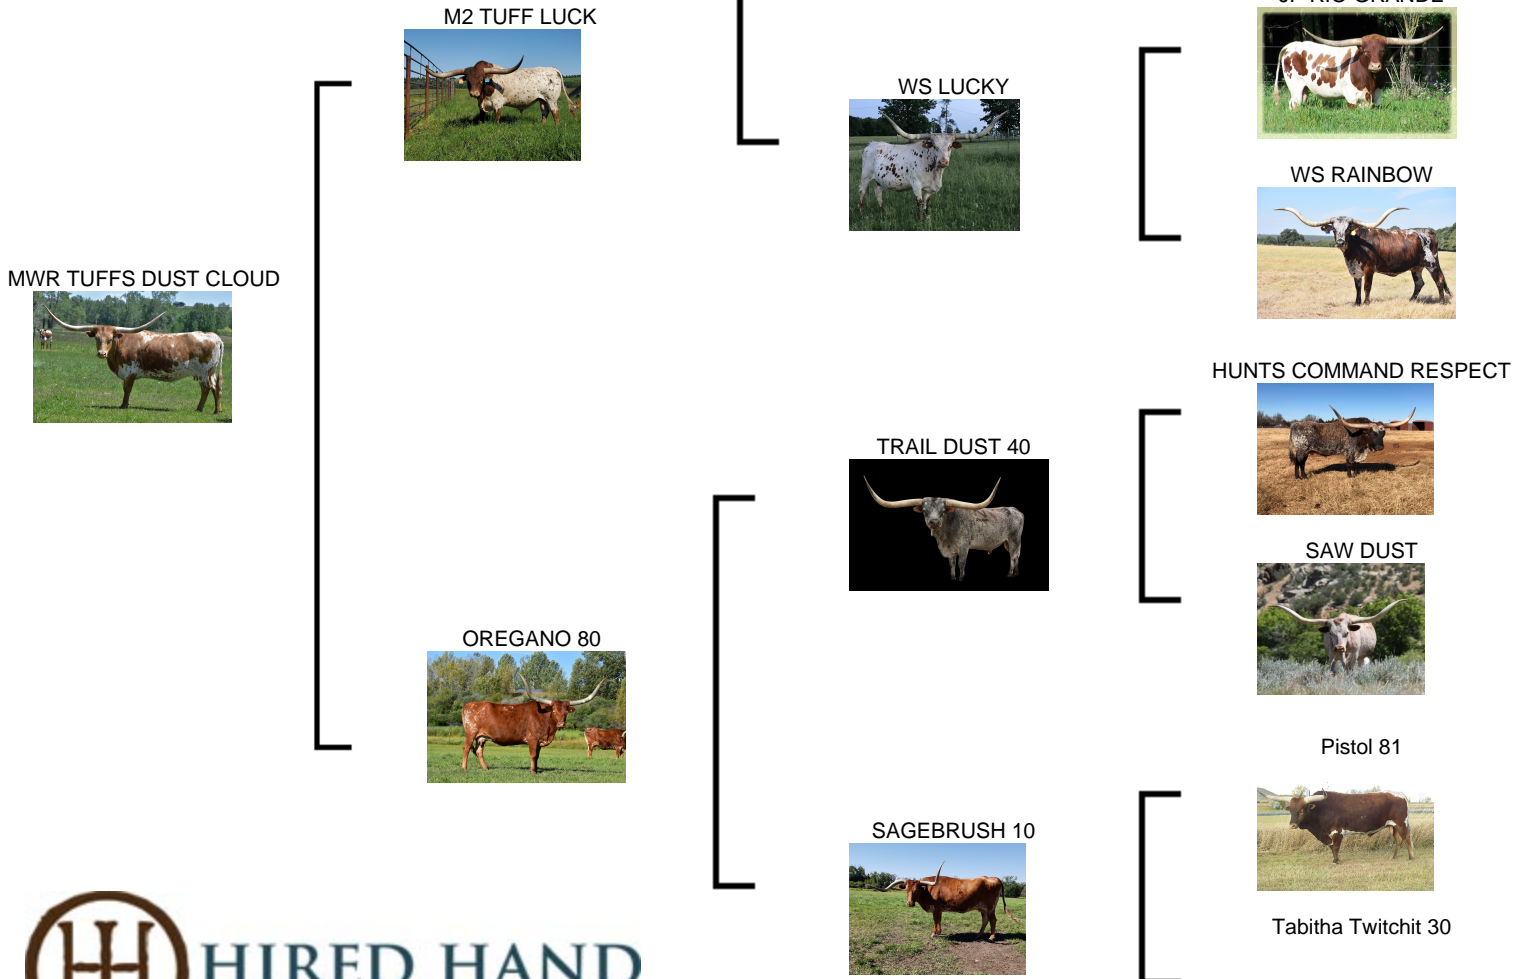 M2 TUFF LUCK
WS LUCKY
WS RAINBOW
MWR TUFFS DUST CLOUD
HUNTS COMMAND RESPECT
TRAIL DUST 40
SAW DUST
OREGANO 80
Pistol 81
SAGEBRUSH 10
Tabitha Twitchit 30
HIRED HAND